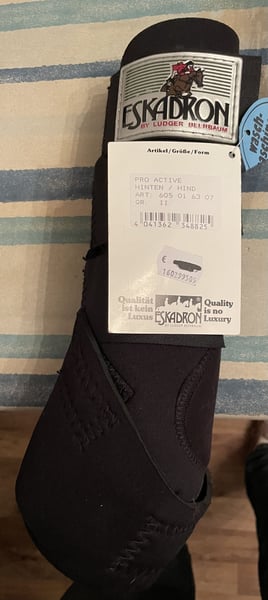 ESKADRON
BY LUDGER BEERBAUM
Artikel / Größe / Form
PRO ACTIVE
HINTEN / HIND
ART. 605 01 63 07
GR. II
4 041362 348825
€
Qualität
ist kein
Luxus
ESKADRON
Quality
is no
Luxury